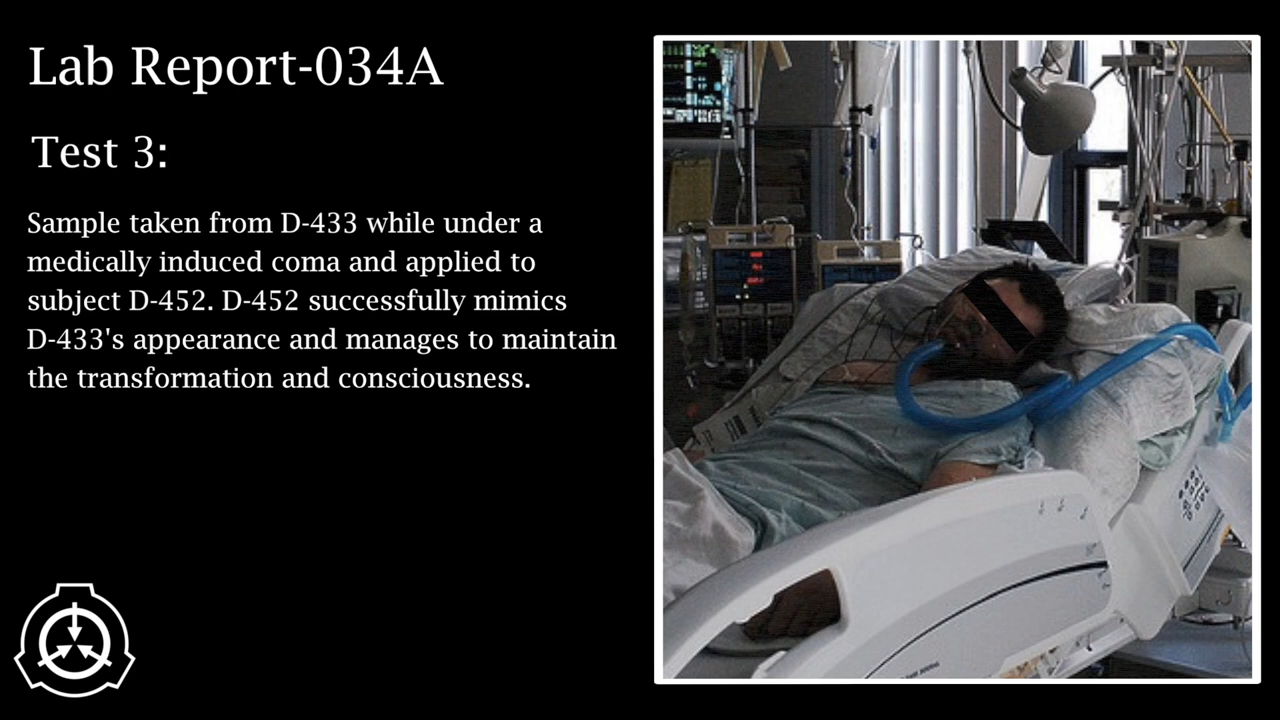 Lab Report-034A
Test 3:
Sample taken from D-433 while under a
medically induced coma and applied to
subject D-452. D-452 successfully mimics
D-433's appearance and manages to maintain
the transformation and consciousness.